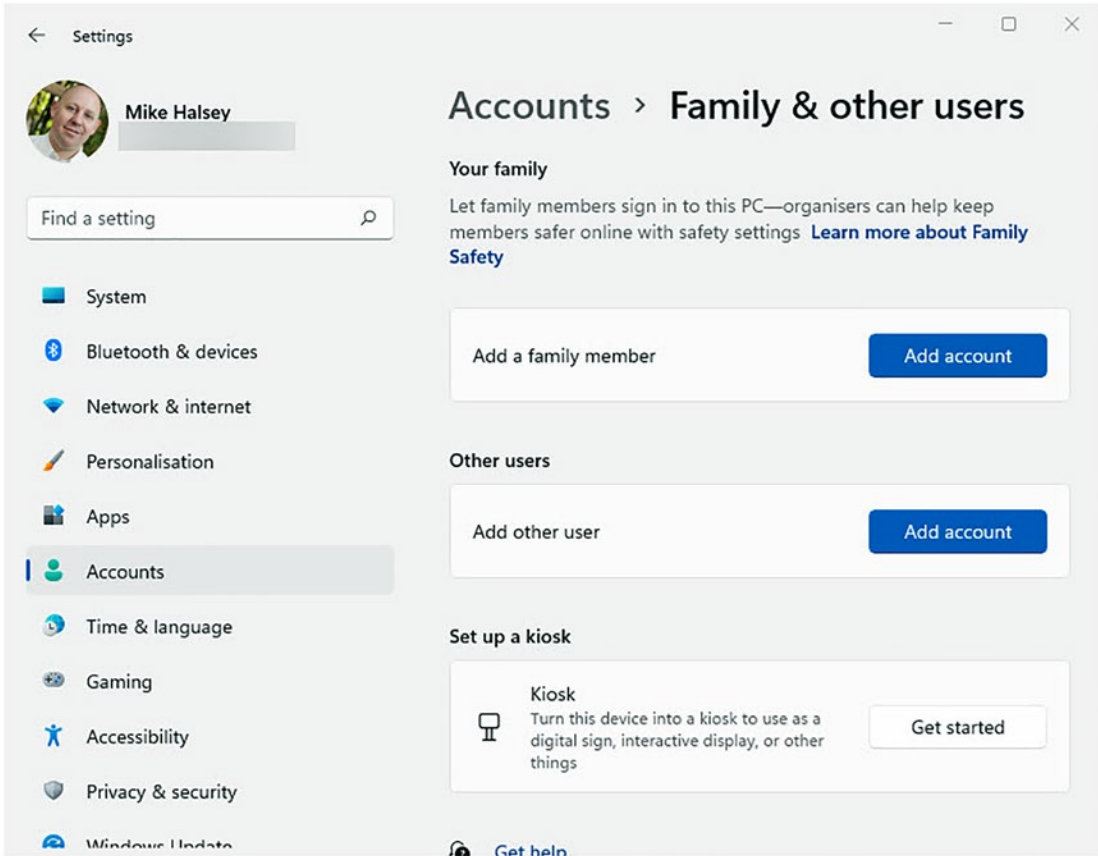 Settings
Mike Halsey
Find a setting
System
Bluetooth & devices
Network & internet
Personalisation
Apps
Accounts
Time & language
Gaming
Accessibility
Privacy & security
Windows Update
Accounts > Family & other users
Your family
Let family members sign in to this PC—organisers can help keep
members safer online with safety settings Learn more about Family
Safety
Add a family member
Add account
Other users
Add other user
Add account
Set up a kiosk
Kiosk
Turn this device into a kiosk to use as a
digital sign, interactive display, or other
things
Get started
Get help